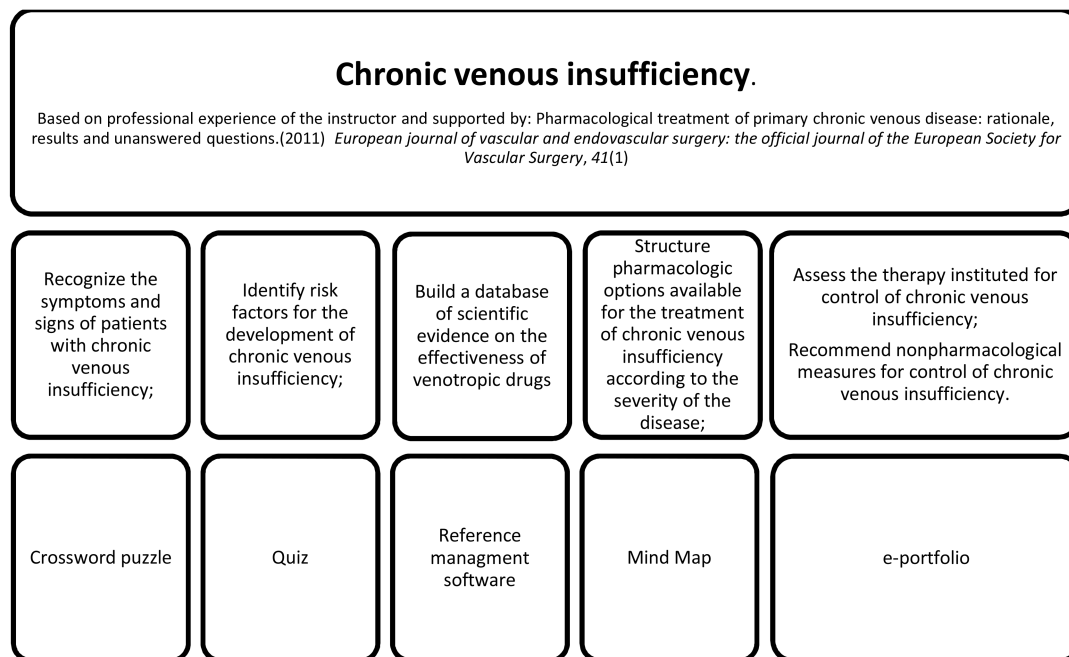 Chronic venous insufficiency.
Based on professional experience of the instructor and supported by: Pharmacological treatment of primary chronic venous disease: rationale,
results and unanswered questions.(2011) European journal of vascular and endovascular surgery: the official journal of the European Society for
Vascular Surgery, 41(1)
Recognize the
symptoms and
signs of patients
with chronic
venous
insufficiency;
Identify risk
factors for the
development of
chronic venous
insufficiency;
Build a database
of scientific
evidence on the
effectiveness of
venotropic drugs
Structure
pharmacologic
options available
for the treatment
of chronic venous
insufficiency
according to the
severity of the
disease;
Assess the therapy instituted for
control of chronic venous
insufficiency;
Recommend nonpharmacological
measures for control of chronic
venous insufficiency.
Crossword puzzle
Quiz
Reference
managment
software
Mind Map
e-portfolio